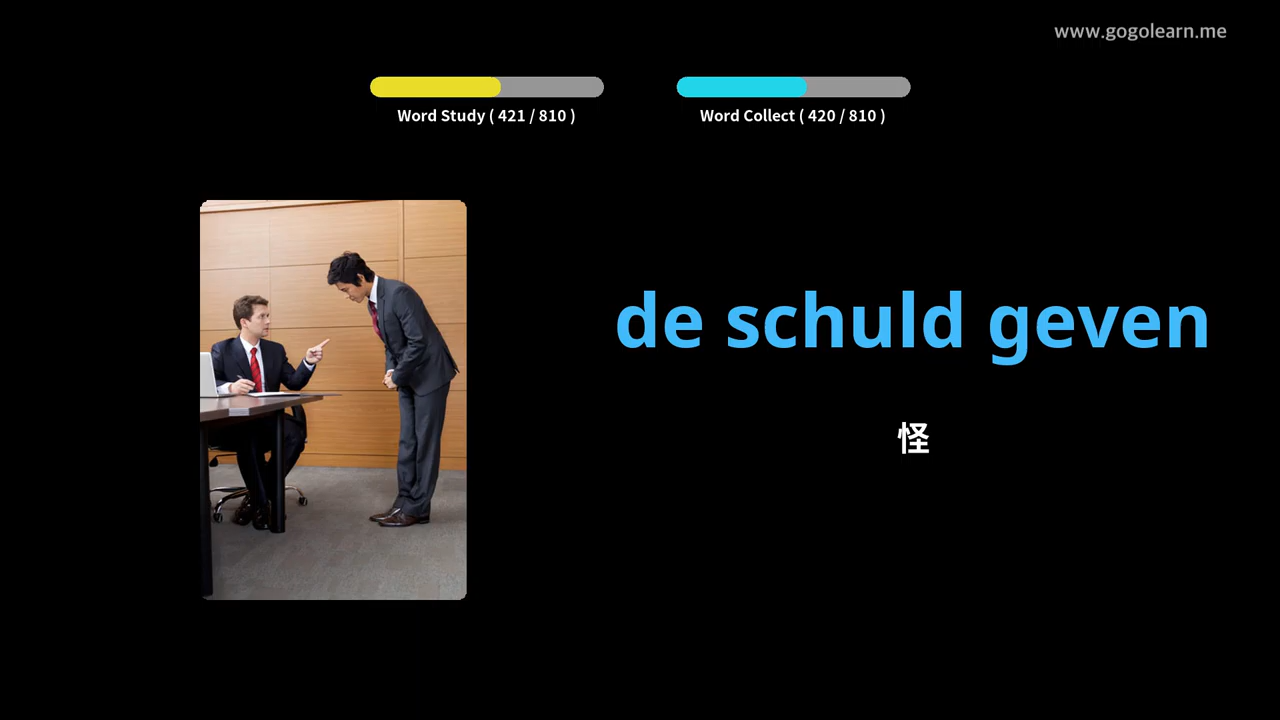 www.gogolearn.me
Word Study ( 421 / 810 )
Word Collect ( 420 / 810 )
de schuld geven
怪